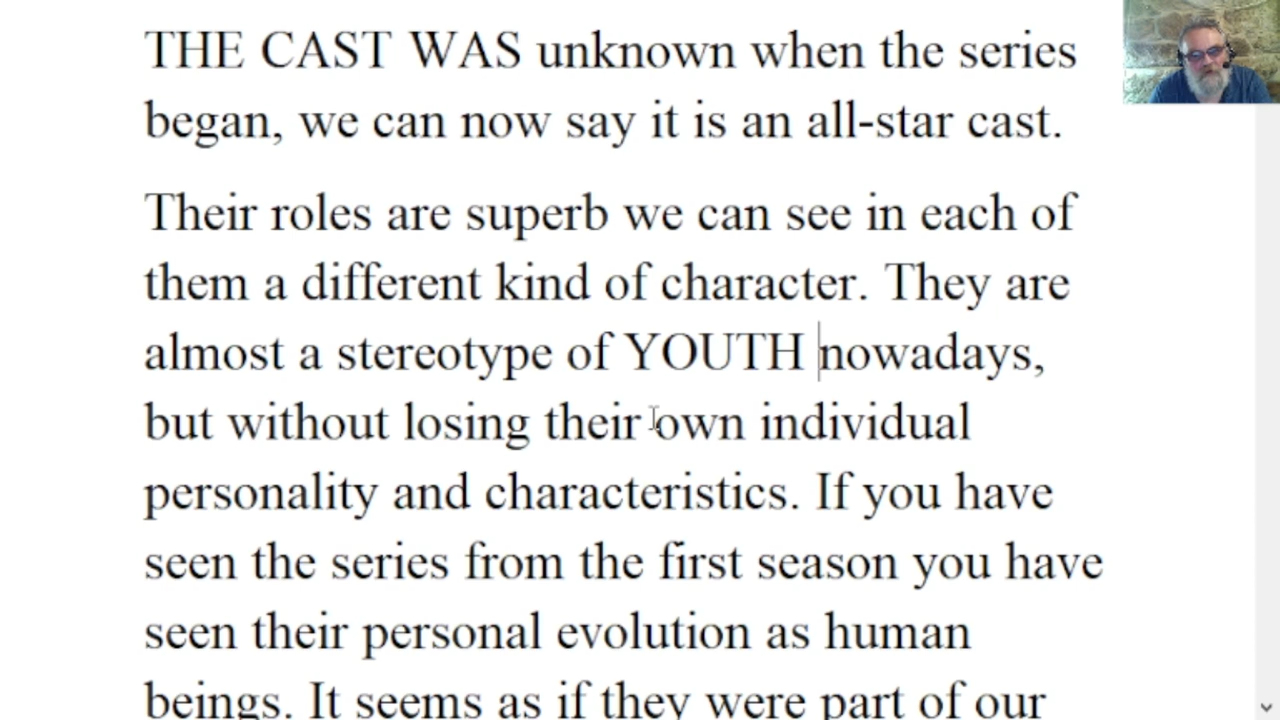 THE CAST WAS unknown when the series
began, we can now say it is an all-star cast.
Their roles are superb we can see in each of
them a different kind of character. They are
almost a stereotype of YOUTH nowadays,
but without losing their own individual
personality and characteristics. If you have
seen the series from the first season you have
seen their personal evolution as human
beings. It seems as if they were part of our